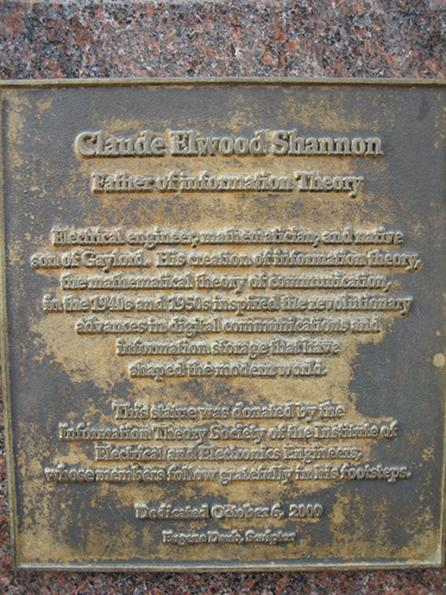 Claude Elwood Shannon
Father of Information Theory
Electrical engineer, mathematician, and native
son of Gaylord. His creation of information theory,
the mathematical theory of communication,
in the 1940s and 1950s inspired the revolutionary
advances in digital communications and
information storage that have
shaped the modern world.
This statue was donated by the
Information Theory Society of the Institute of
Electrical and Electronics Engineers,
whose members follow gratefully in his footsteps.
Dedicated October 6, 2000
Eugene Daub, Sculptor